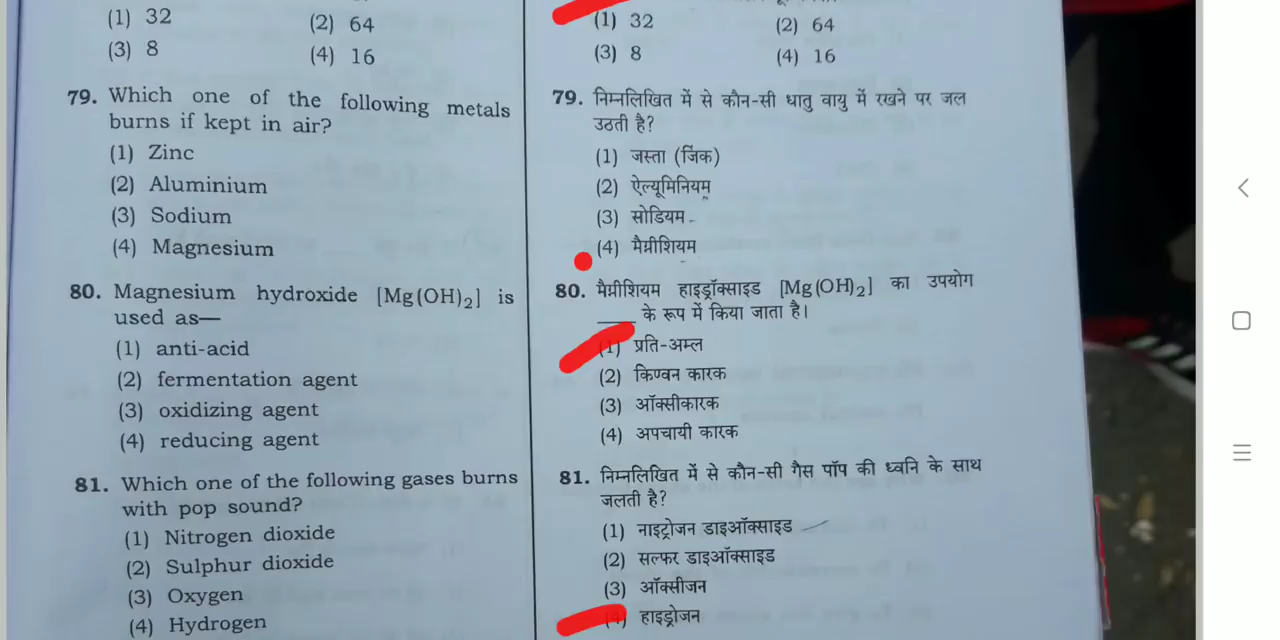 (1) 32
(2) 64
(3) 8
(4) 16
79. Which one of the following metals
burns if kept in air?
(1) Zinc
(2) Aluminium
(3) Sodium
(4) Magnesium
80. Magnesium hydroxide [Mg(OH)₂] is
used as—
(1) anti-acid
(2) fermentation agent
(3) oxidizing agent
(4) reducing agent
81. Which one of the following gases burns
with pop sound?
(1) Nitrogen dioxide
(2) Sulphur dioxide
(3) Oxygen
(4) Hydrogen
(1) 32
(2) 64
(3) 8
(4) 16
79. निम्नलिखित में से कौन-सी धातु वायु में रखने पर जल
उठती है?
(1) जस्ता (जिंक)
(2) ऐल्यूमिनियम
(3) सोडियम
(4) मैग्नीशियम
80. मैग्नीशियम हाइड्रॉक्साइड [Mg(OH)₂] का उपयोग
____ के रूप में किया जाता है।
(1) प्रति-अम्ल
(2) किण्वन कारक
(3) ऑक्सीकारक
(4) अपचायी कारक
81. निम्नलिखित में से कौन-सी गैस पॉप की ध्वनि के साथ
जलती है?
(1) नाइट्रोजन डाइऑक्साइड
(2) सल्फर डाइऑक्साइड
(3) ऑक्सीजन
(4) हाइड्रोजन